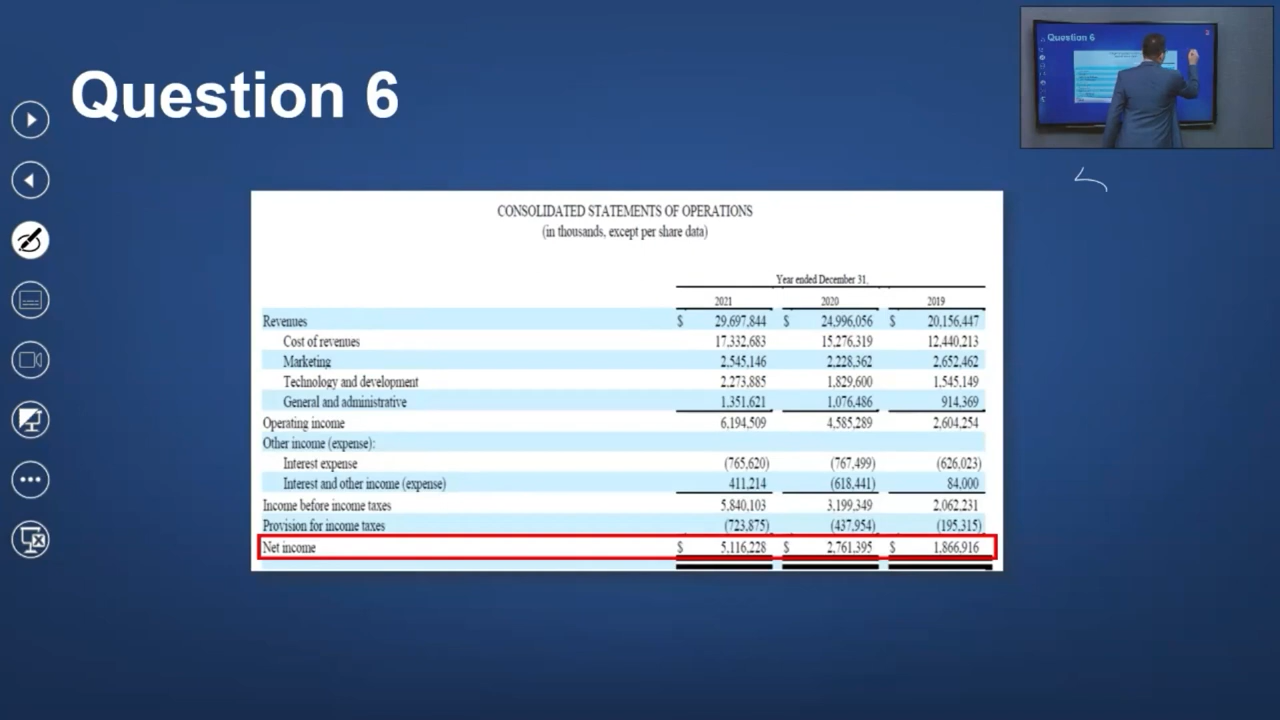 Question 6
Question 6
CONSOLIDATED STATEMENTS OF OPERATIONS
(in thousands, except per share data)
Year ended December 31,
2021 2020 2019
Revenues $ 29,697,844 $ 24,996,056 $ 20,156,447
Cost of revenues 17,332,683 15,276,319 12,440,213
Marketing 2,545,146 2,228,362 2,652,462
Technology and development 2,273,885 1,829,600 1,545,149
General and administrative 1,351,621 1,076,486 914,369
Operating income 6,194,509 4,585,289 2,604,254
Other income (expense):
Interest expense (765,620) (767,499) (626,023)
Interest and other income (expense) 411,214 (618,441) 84,000
Income before income taxes 5,840,103 3,199,349 2,062,231
Provision for income taxes (723,875) (437,954) (195,315)
Net income $ 5,116,228 $ 2,761,395 $ 1,866,916